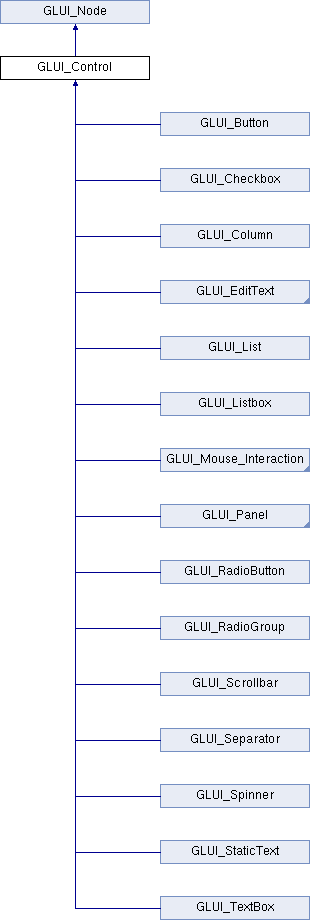 GLUI_Node
GLUI_Control
GLUI_Button
GLUI_Checkbox
GLUI_Column
GLUI_EditText
GLUI_List
GLUI_Listbox
GLUI_Mouse_Interaction
GLUI_Panel
GLUI_RadioButton
GLUI_RadioGroup
GLUI_Scrollbar
GLUI_Separator
GLUI_Spinner
GLUI_StaticText
GLUI_TextBox